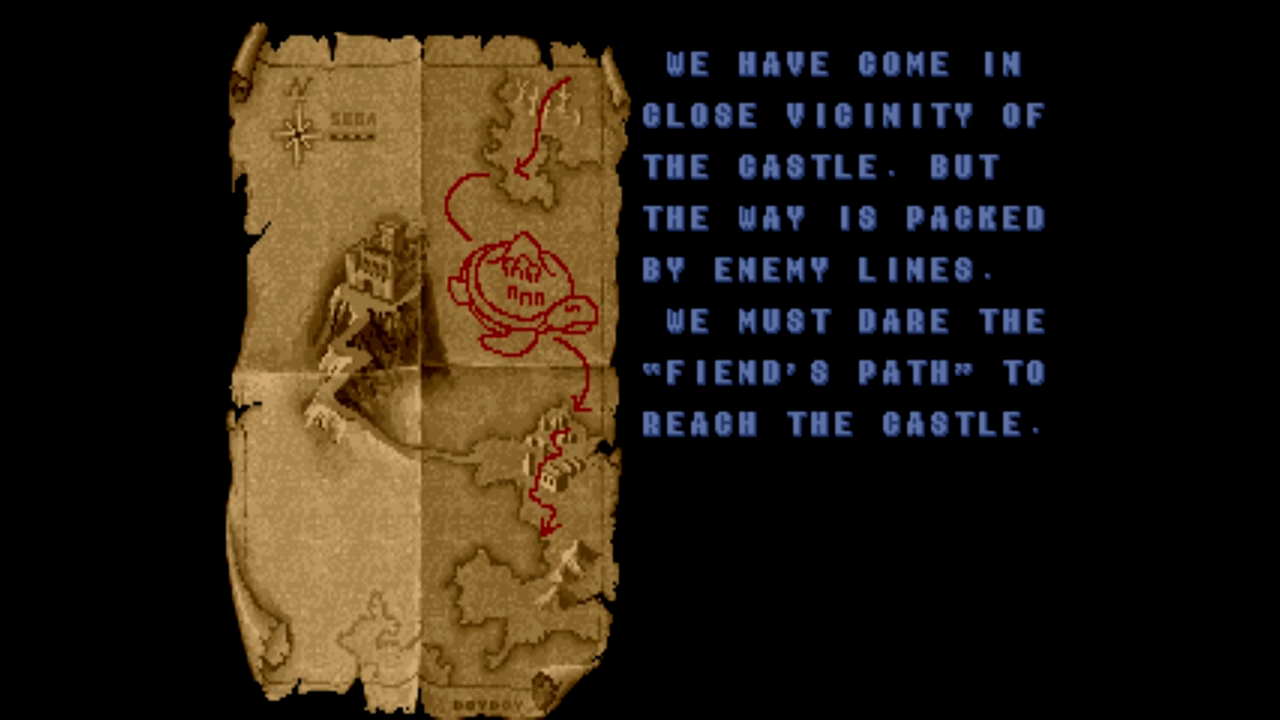 N
SEGA
WE HAVE COME IN
CLOSE VICINITY OF
THE CASTLE. BUT
THE WAY IS PACKED
BY ENEMY LINES.
WE MUST DARE THE
"FIEND'S PATH" TO
REACH THE CASTLE.